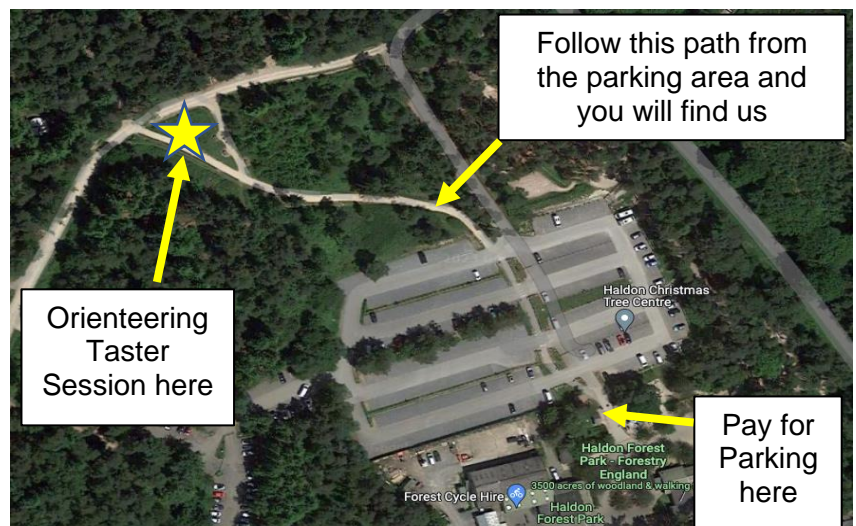 Follow this path from
the parking area and
you will find us
Haldon Christmas
Tree Centre
Orienteering
Taster
Session here
Pay for
Parking
here
Haldon Forest
Park - Forestry
England
3500 acres of woodland & walking
Forest Cycle Hire
Haldon
Forest Park